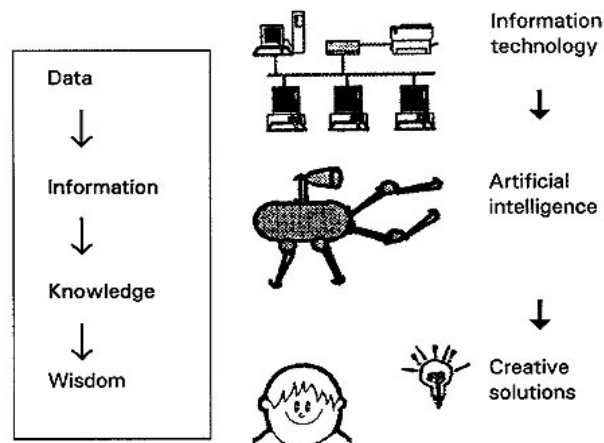 Data
Information
Knowledge
Wisdom
Information
technology
Artificial
intelligence
Creative
solutions